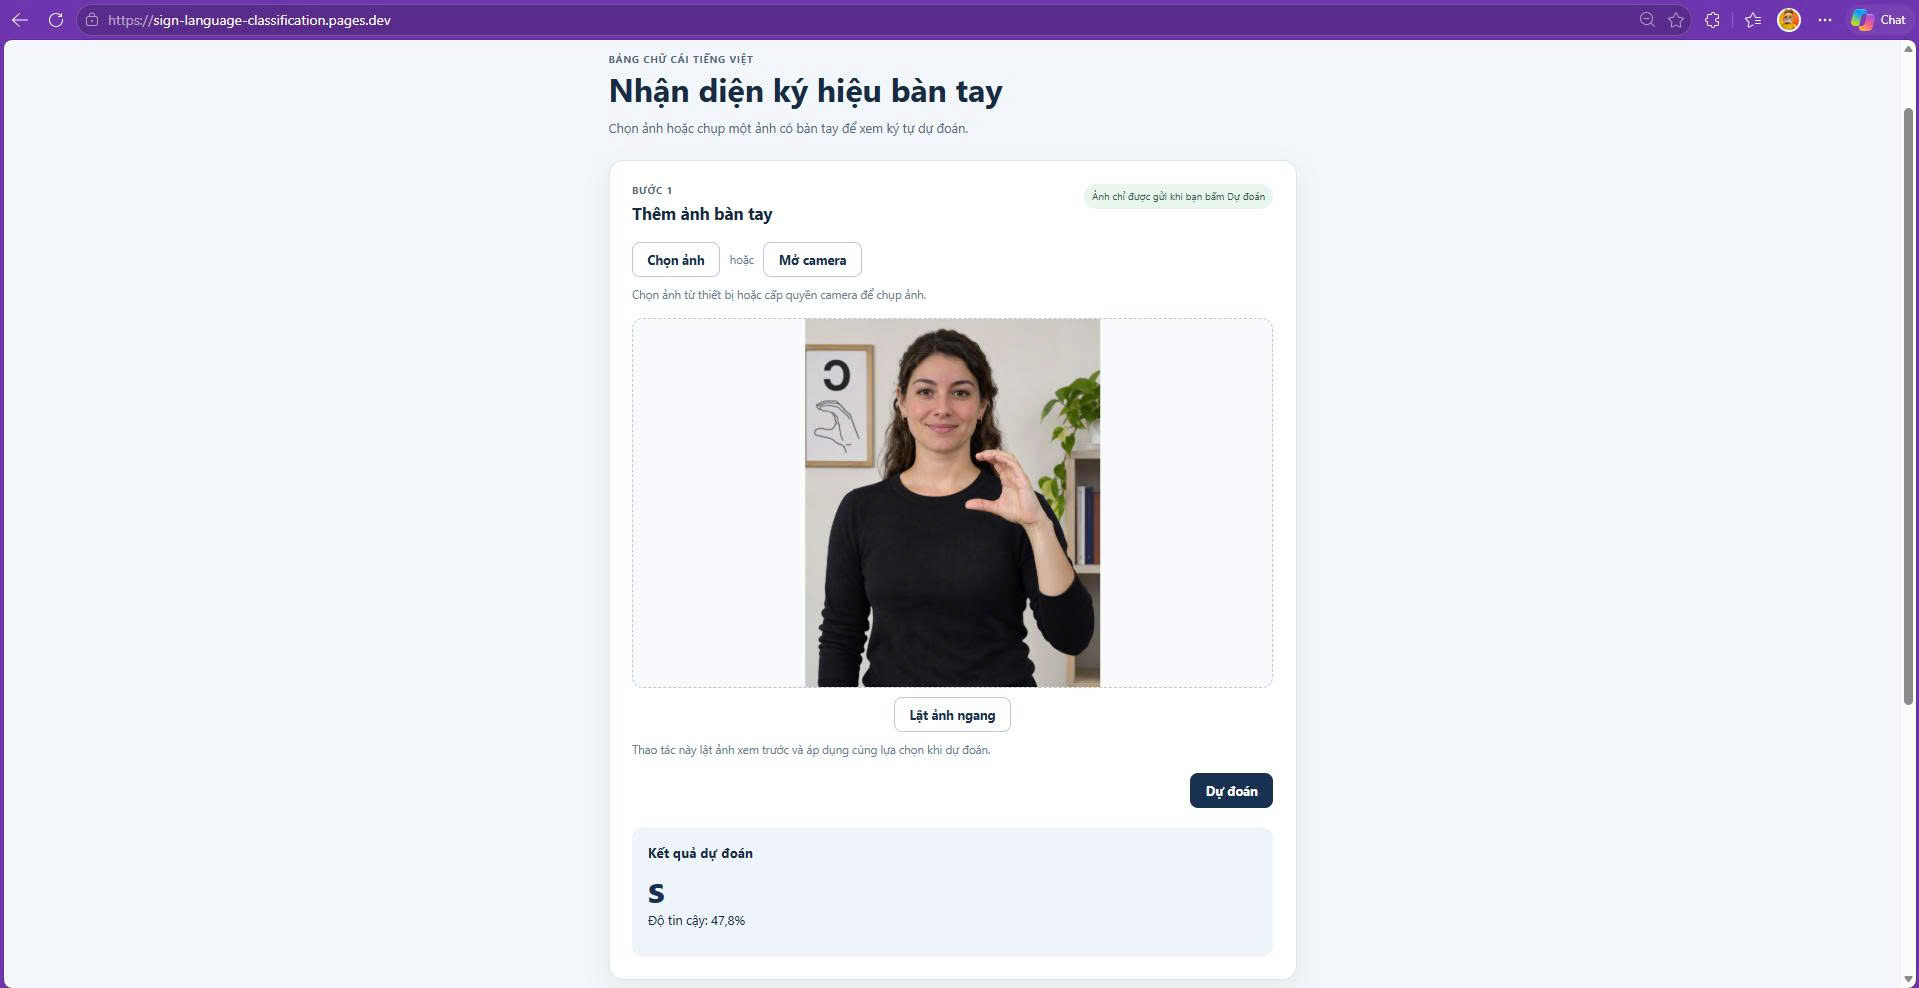 https://sign-language-classification.pages.dev
Chat
BẢNG CHỮ CÁI TIẾNG VIỆT
Nhận diện ký hiệu bàn tay
Chọn ảnh hoặc chụp một ảnh có bàn tay để xem ký tự dự đoán.
BƯỚC 1
Ảnh chỉ được gửi khi bạn bấm Dự đoán
Thêm ảnh bàn tay
Chọn ảnh hoặc Mở camera
Chọn ảnh từ thiết bị hoặc cấp quyền camera để chụp ảnh.
Ɔ
Lật ảnh ngang
Thao tác này lật ảnh xem trước và áp dụng cùng lựa chọn khi dự đoán.
Dự đoán
Kết quả dự đoán
S
Độ tin cậy: 47,8%